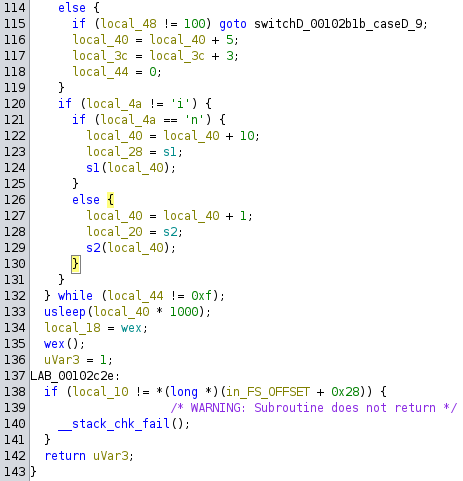 114 else {
115 if (local_48 != 100) goto switchD_00102b1b_caseD_9;
116 local_40 = local_40 + 5;
117 local_3c = local_3c + 3;
118 local_44 = 0;
119 }
120 if (local_4a != 'i') {
121 if (local_4a == 'n') {
122 local_40 = local_40 + 10;
123 local_28 = s1;
124 s1(local_40);
125 }
126 else {
127 local_40 = local_40 + 1;
128 local_20 = s2;
129 s2(local_40);
130 }
131 }
132 } while (local_44 != 0xf);
133 usleep(local_40 * 1000);
134 local_18 = wex;
135 wex();
136 uVar3 = 1;
137 LAB_00102c2e:
138 if (local_10 != *(long *)(in_FS_OFFSET + 0x28)) {
139 /* WARNING: Subroutine does not return */
140 __stack_chk_fail();
141 }
142 return uVar3;
143 }